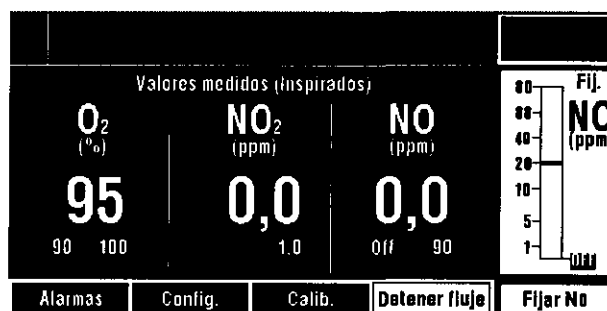 Valores medidos (Inspirados)
O2 NO2 NO
(%) (ppm) (ppm)
95 0,0 0,0
90 100 1.0 Off 90
Fij.
NO
(ppm)
80
40
20
10
5
1
OFF
Alarmas Config. Calib. Detener fluje Fijar No